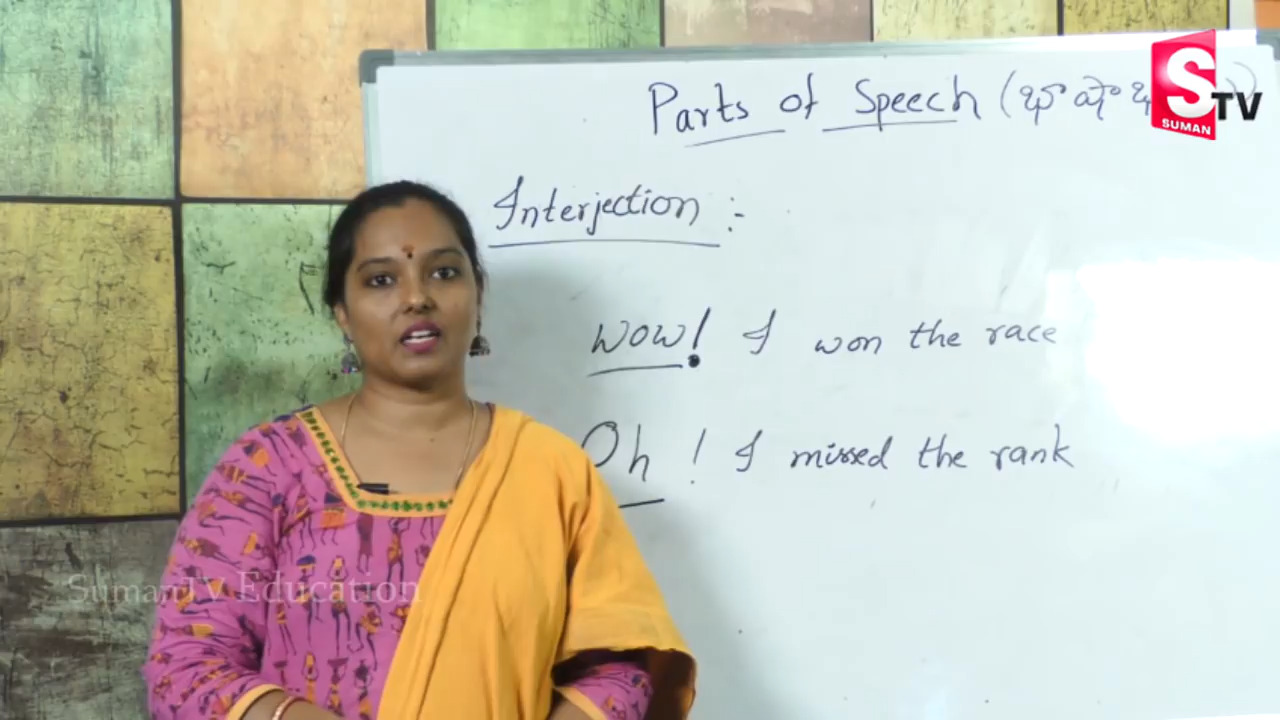 Parts of Speech (భాషాభ
S TV
SUMAN
Interjection :-
wow! I won the race
Oh ! I missed the rank
SumanTV Education